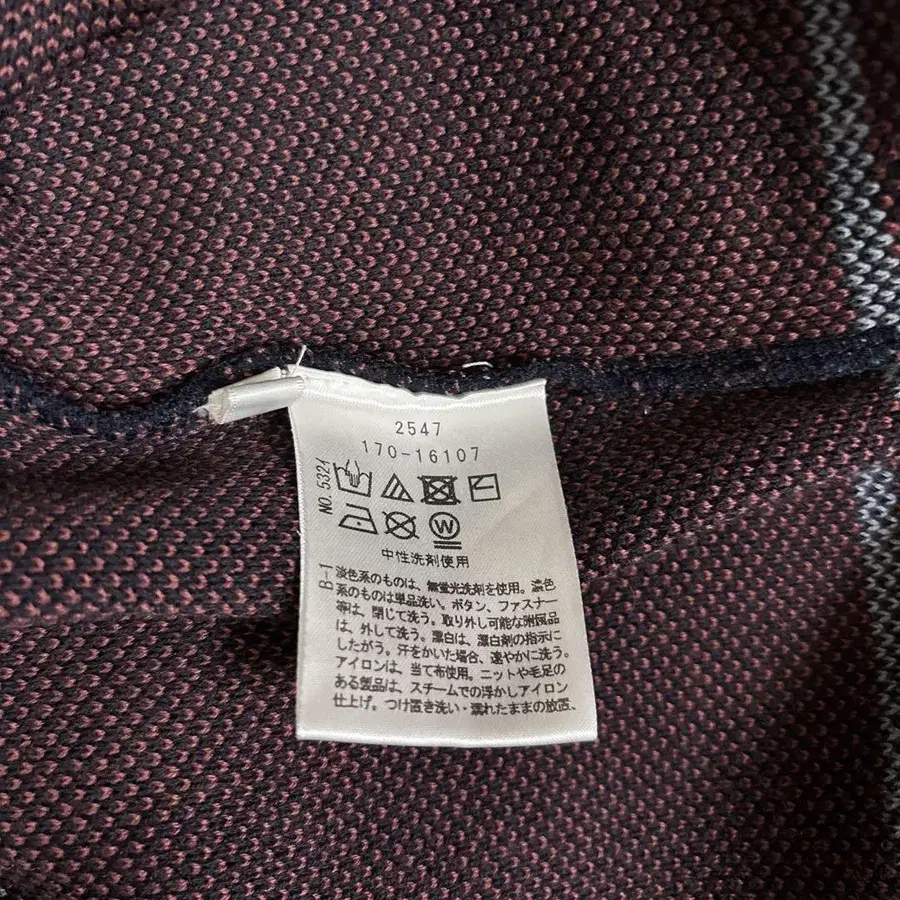 2547
170-16107
NO. 5324
W
中性洗剤使用
B-1
淡色系のものは、無蛍光洗剤を使用。濃色
系のものは単品洗い。ボタン、ファスナー
等は、閉じて洗う。取り外し可能な附属品
は、外して洗う。漂白は、漂白剤の指示に
したがう。汗をかいた場合、速やかに洗う。
アイロンは、当て布使用。ニットや毛足の
ある製品は、スチームでの浮かしアイロン
仕上げ。つけ置き洗い・濡れたままの放置、